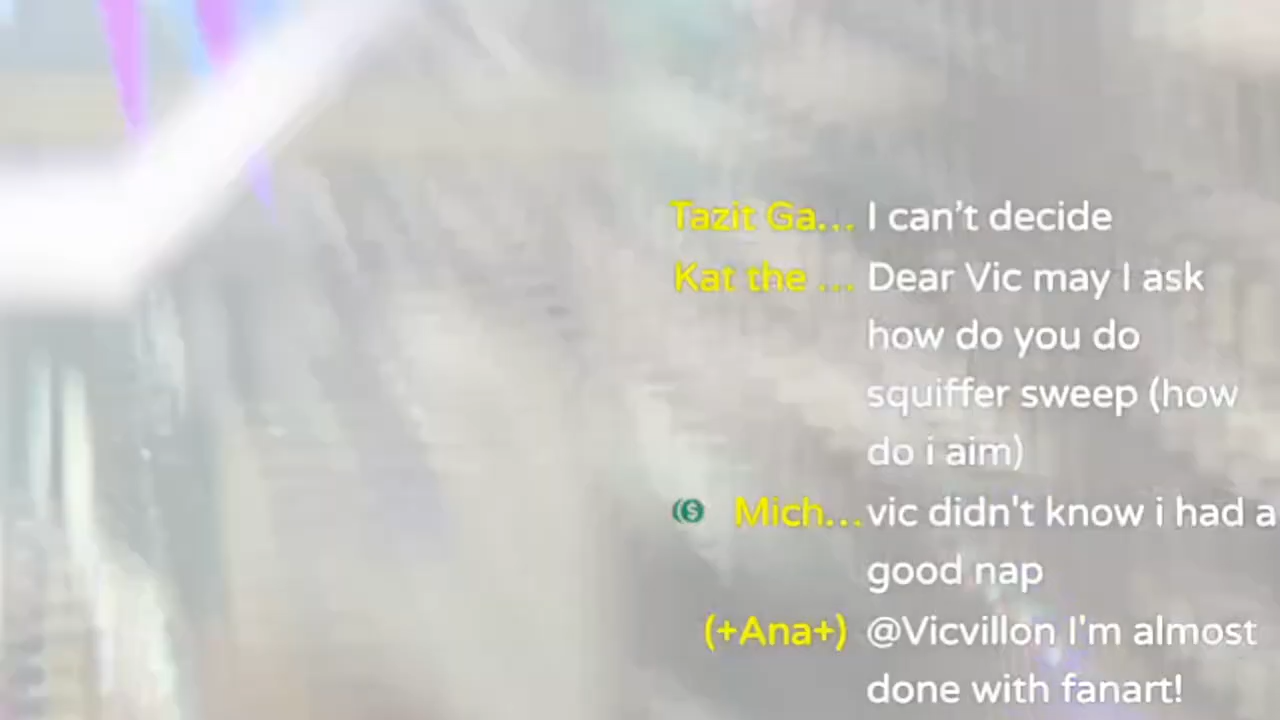 Tazit Ga... I can't decide
Kat the ... Dear Vic may I ask
how do you do
squiffer sweep (how
do i aim)
Mich... vic didn't know i had a
good nap
(+Ana+) @Vicvillon I'm almost
done with fanart!